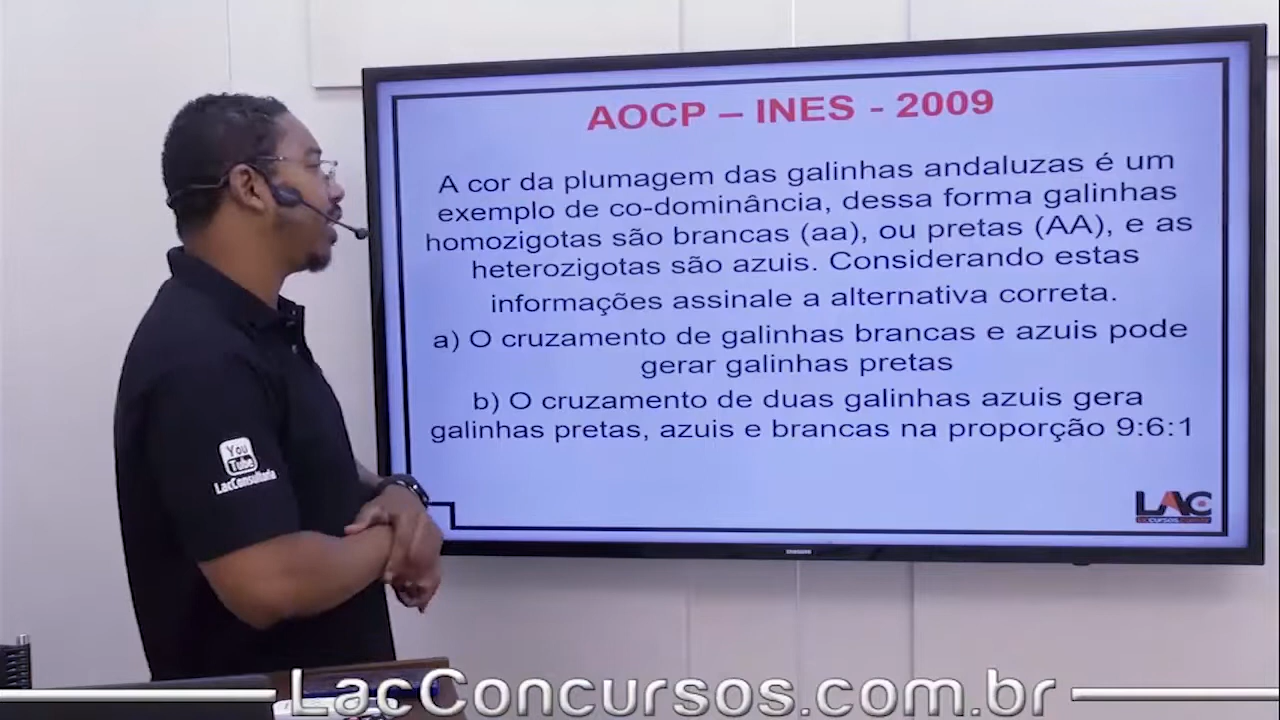 AOCP – INES - 2009
A cor da plumagem das galinhas andaluzas é um
exemplo de co-dominância, dessa forma galinhas
homozigotas são brancas (aa), ou pretas (AA), e as
heterozigotas são azuis. Considerando estas
informações assinale a alternativa correta.
a) O cruzamento de galinhas brancas e azuis pode
gerar galinhas pretas
b) O cruzamento de duas galinhas azuis gera
galinhas pretas, azuis e brancas na proporção 9:6:1
You
Tube
LacConsultoria
LAC
SAMSUNG
LacConcursos.com.br